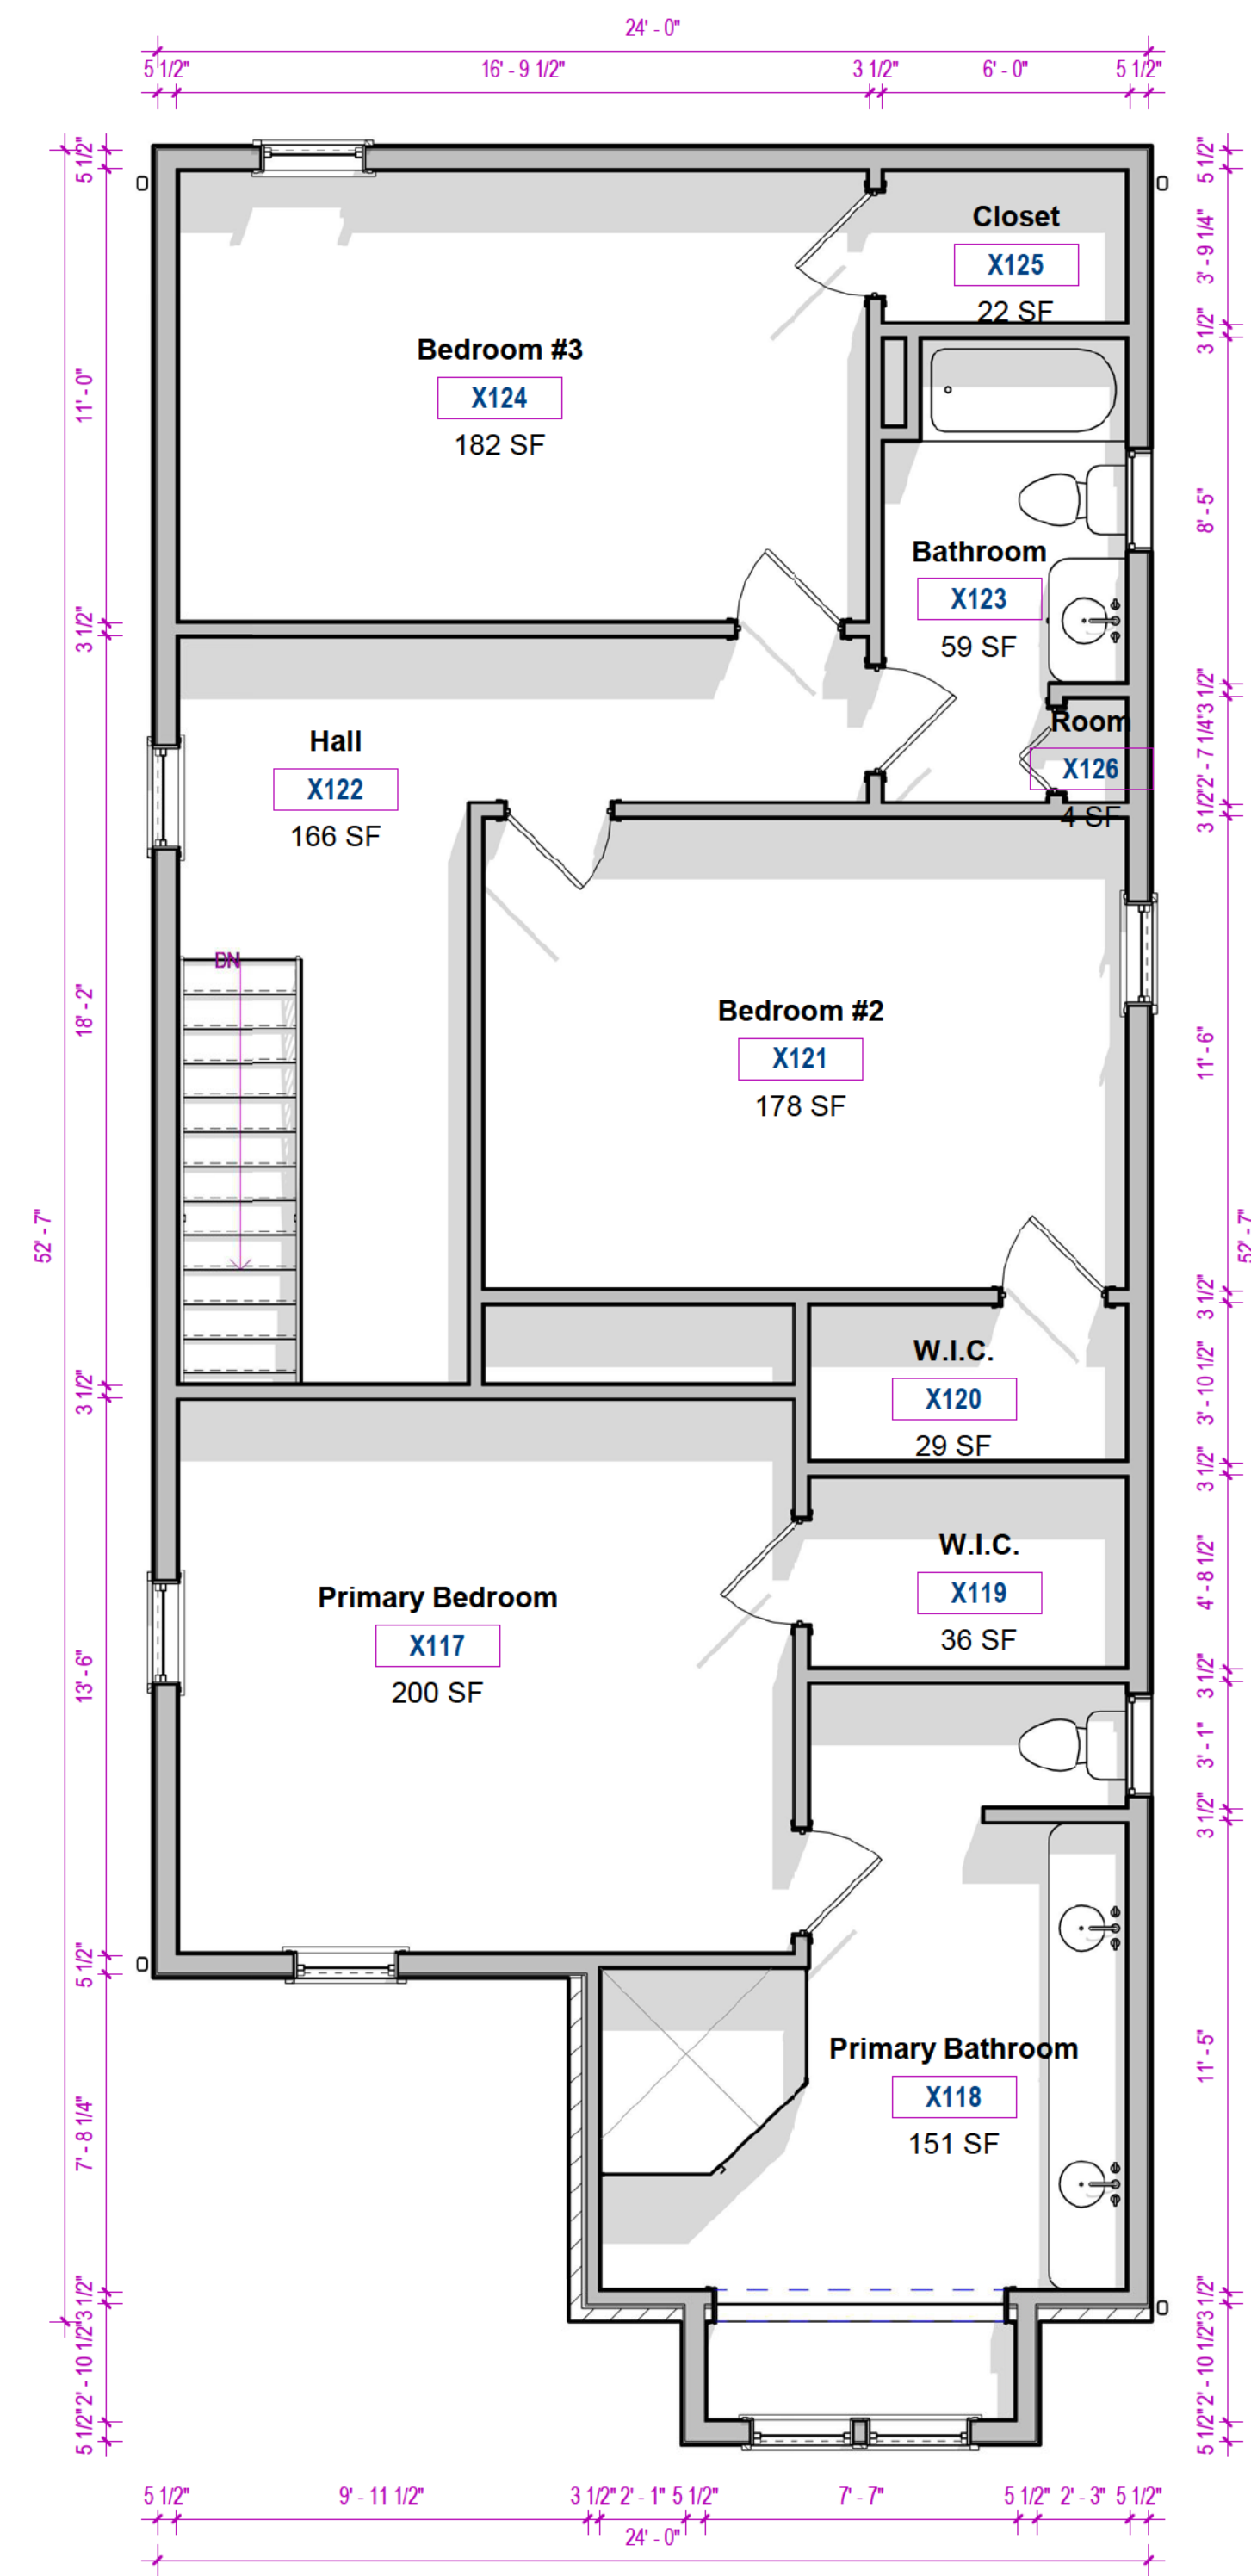 24' - 0"
5 1/2"
16' - 9 1/2"
3 1/2"
6' - 0"
5 1/2"
5 1/2"
11' - 0"
3 1/2"
18' - 2"
3 1/2"
13' - 6"
5 1/2"
7' - 8 1/4"
3 1/2"
2' - 10 1/2"
5 1/2"
52' - 7"
Closet
X125
22 SF
Bedroom #3
X124
182 SF
Bathroom
X123
59 SF
Room
X126
4 SF
Hall
X122
166 SF
DN
Bedroom #2
X121
178 SF
W.I.C.
X120
29 SF
W.I.C.
X119
36 SF
Primary Bedroom
X117
200 SF
Primary Bathroom
X118
151 SF
5 1/2"
3' - 9 1/4"
3 1/2"
8' - 5"
3 1/2"
2' - 7 1/4"
3 1/2"
11' - 6"
3 1/2"
3' - 10 1/2"
3 1/2"
4' - 8 1/2"
3 1/2"
3' - 1"
3 1/2"
11' - 5"
3 1/2"
2' - 10 1/2"
5 1/2"
52' - 7"
5 1/2"
9' - 11 1/2"
3 1/2"
2' - 1"
5 1/2"
7' - 7"
5 1/2"
2' - 3"
5 1/2"
24' - 0"